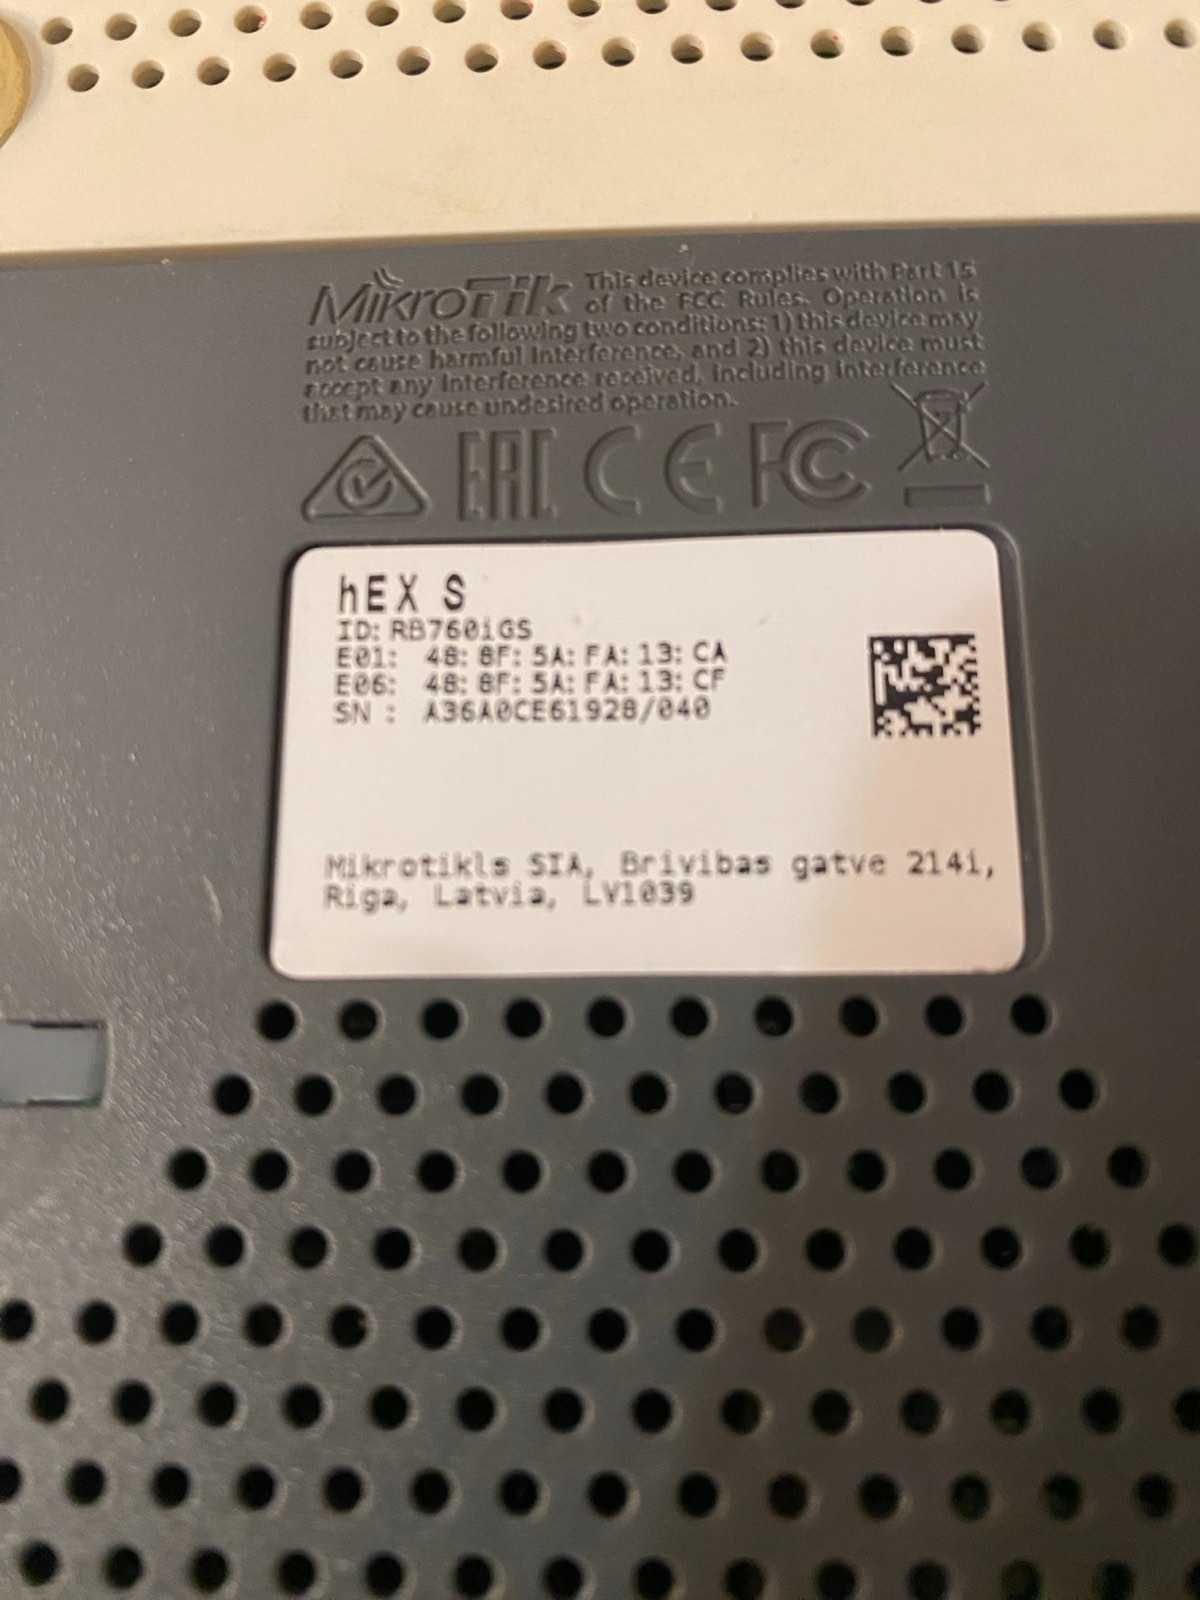 MikroTik This device complies with Part 15
of the FCC Rules. Operation is
subject to the following two conditions: 1) this device may
not cause harmful interference, and 2) this device must
accept any interference received, including interference
that may cause undesired operation.
EAC CE FC
hEX S
ID: RB760iGS
E01: 48:8F:5A:FA:13:CA
E06: 48:8F:5A:FA:13:CF
SN : A36A0CE61928/040
Mikrotikls SIA, Brivibas gatve 214i,
Riga, Latvia, LV1039